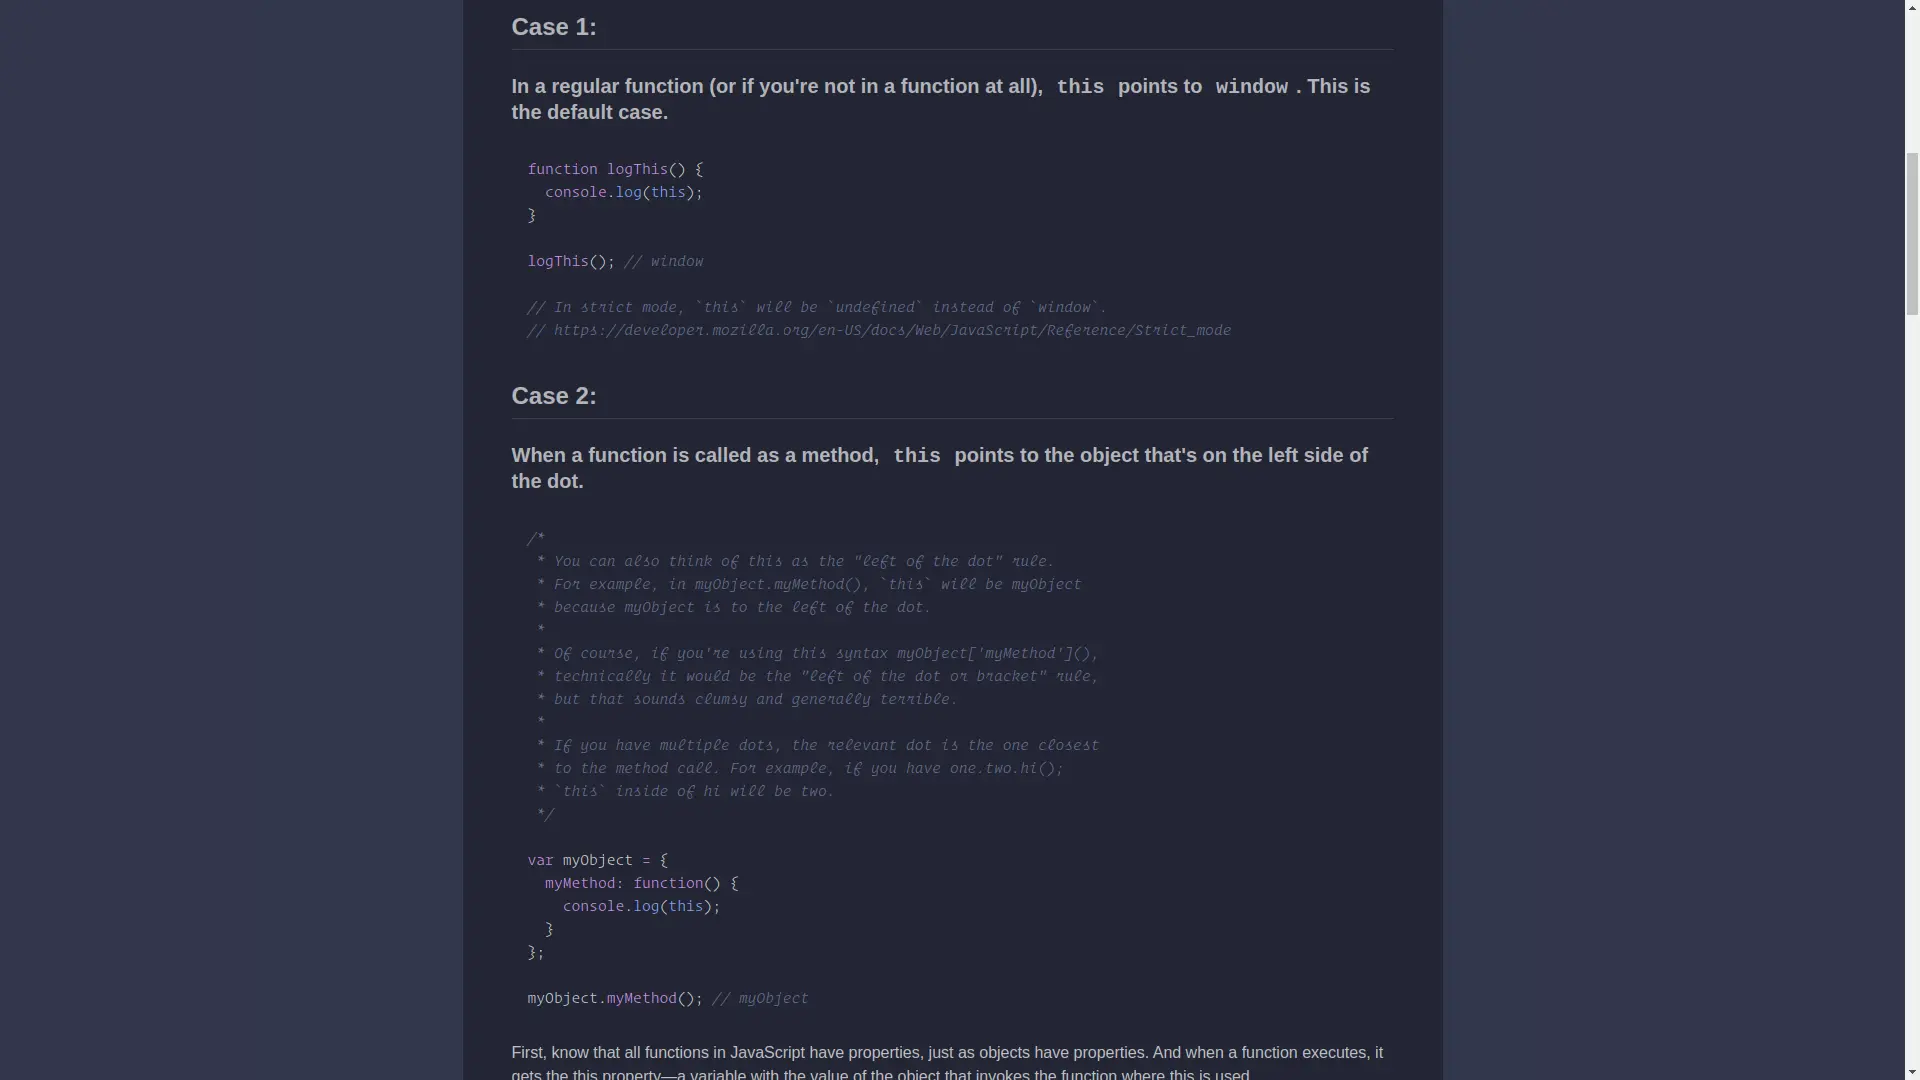 Case 1:
In a regular function (or if you're not in a function at all), this points to window . This is
the default case.
function logThis() {
  console.log(this);
}
logThis(); // window
// In strict mode, `this` will be `undefined` instead of `window`.
// https://developer.mozilla.org/en-US/docs/Web/JavaScript/Reference/Strict_mode
Case 2:
When a function is called as a method, this points to the object that's on the left side of
the dot.
/*
 * You can also think of this as the "left of the dot" rule.
 * For example, in myObject.myMethod(), `this` will be myObject
 * because myObject is to the left of the dot.
 *
 * Of course, if you're using this syntax myObject['myMethod'](),
 * technically it would be the "left of the dot or bracket" rule,
 * but that sounds clumsy and generally terrible.
 *
 * If you have multiple dots, the relevant dot is the one closest
 * to the method call. For example, if you have one.two.hi();
 * `this` inside of hi will be two.
 */
var myObject = {
  myMethod: function() {
    console.log(this);
  }
};
myObject.myMethod(); // myObject
First, know that all functions in JavaScript have properties, just as objects have properties. And when a function executes, it
gets the this property—a variable with the value of the object that invokes the function where this is used.